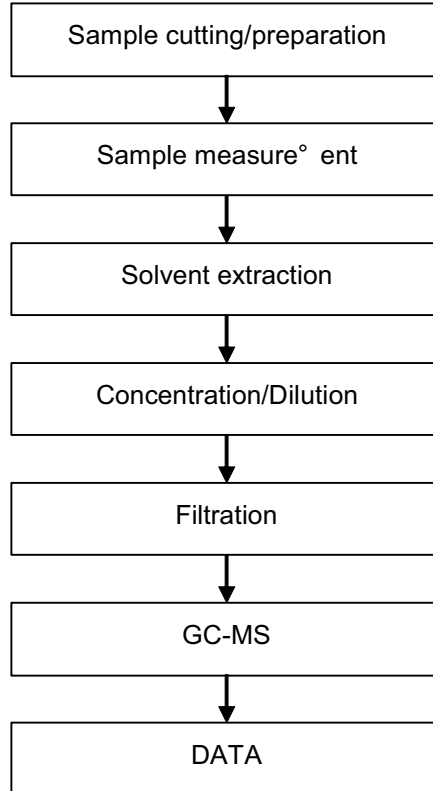 Sample cutting/preparation
Sample measure° ent
Solvent extraction
Concentration/Dilution
Filtration
GC-MS
DATA